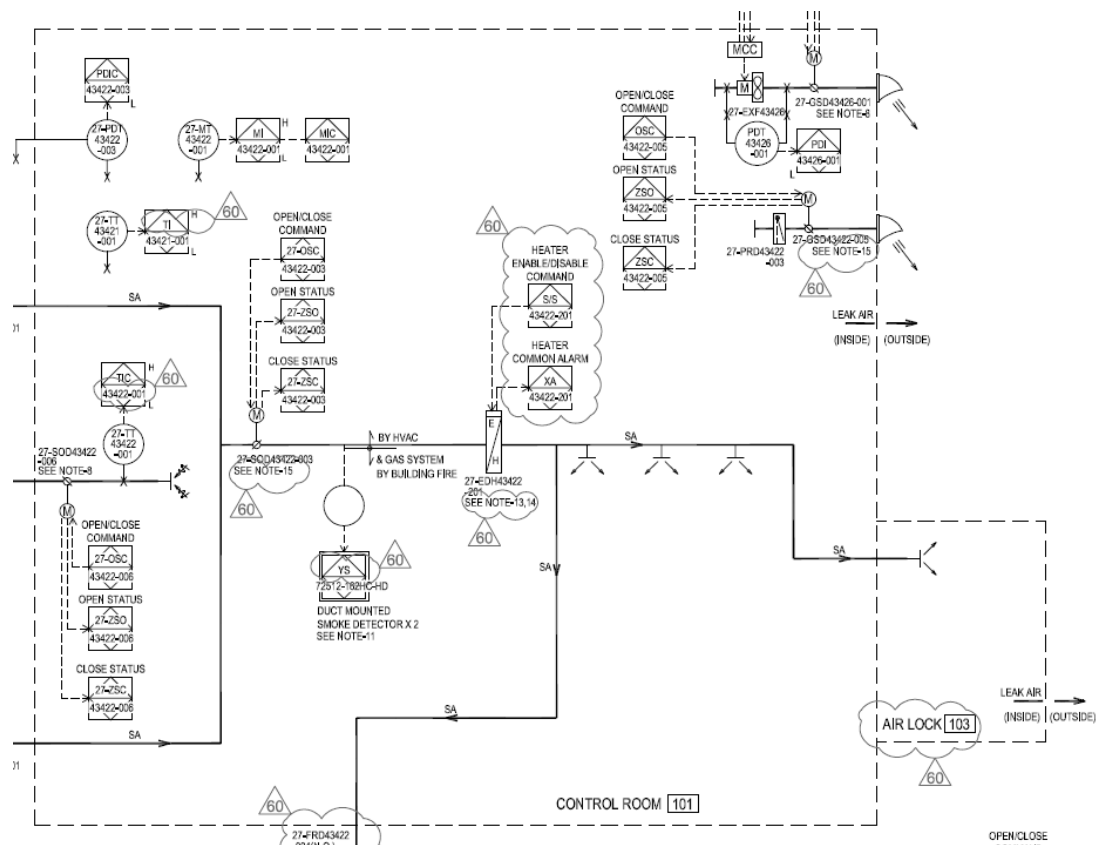 PDIC
43422-003
L
27-PDT
43422
-003
27-MT
43422
-001
MI
43422-001
H
L
MIC
43422-001
27-TT
43421
-001
TI
43421-001
H
L
60
OPEN/CLOSE
COMMAND
27-OSC
43422-003
OPEN STATUS
27-ZSO
43422-003
CLOSE STATUS
27-ZSC
43422-003
M
SA
01
TIC
43422-001
H
L
60
27-TT
43422
-001
27-SOD43422
-006
SEE NOTE-8
M
OPEN/CLOSE
COMMAND
27-OSC
43422-006
OPEN STATUS
27-ZSO
43422-006
CLOSE STATUS
27-ZSC
43422-006
SA
01
27-SOD43422-003
SEE NOTE-15
60
BY HVAC
& GAS SYSTEM
BY BUILDING FIRE
YS
72512-162HC-HD
60
DUCT MOUNTED
SMOKE DETECTOR X 2
SEE NOTE-11
60
HEATER
ENABLE/DISABLE
COMMAND
S/S
43422-201
HEATER
COMMON ALARM
XA
43422-201
E
H
27-EDH43422
-201
SEE NOTE-13,14
60
SA
SA
SA
SA
MCC
M
M
27-EXF43426
27-GSD43426-001
SEE NOTE-8
PDT
43426
-001
PDI
43426-001
L
OPEN/CLOSE
COMMAND
OSC
43422-005
OPEN STATUS
ZSO
43422-005
CLOSE STATUS
ZSC
43422-005
M
27-PRD43422
-003
27-GSD43422-005
SEE NOTE-15
60
LEAK AIR
(INSIDE)
(OUTSIDE)
LEAK AIR
(INSIDE)
(OUTSIDE)
AIR LOCK 103
60
CONTROL ROOM 101
60
27-FRD43422
OPEN/CLOSE